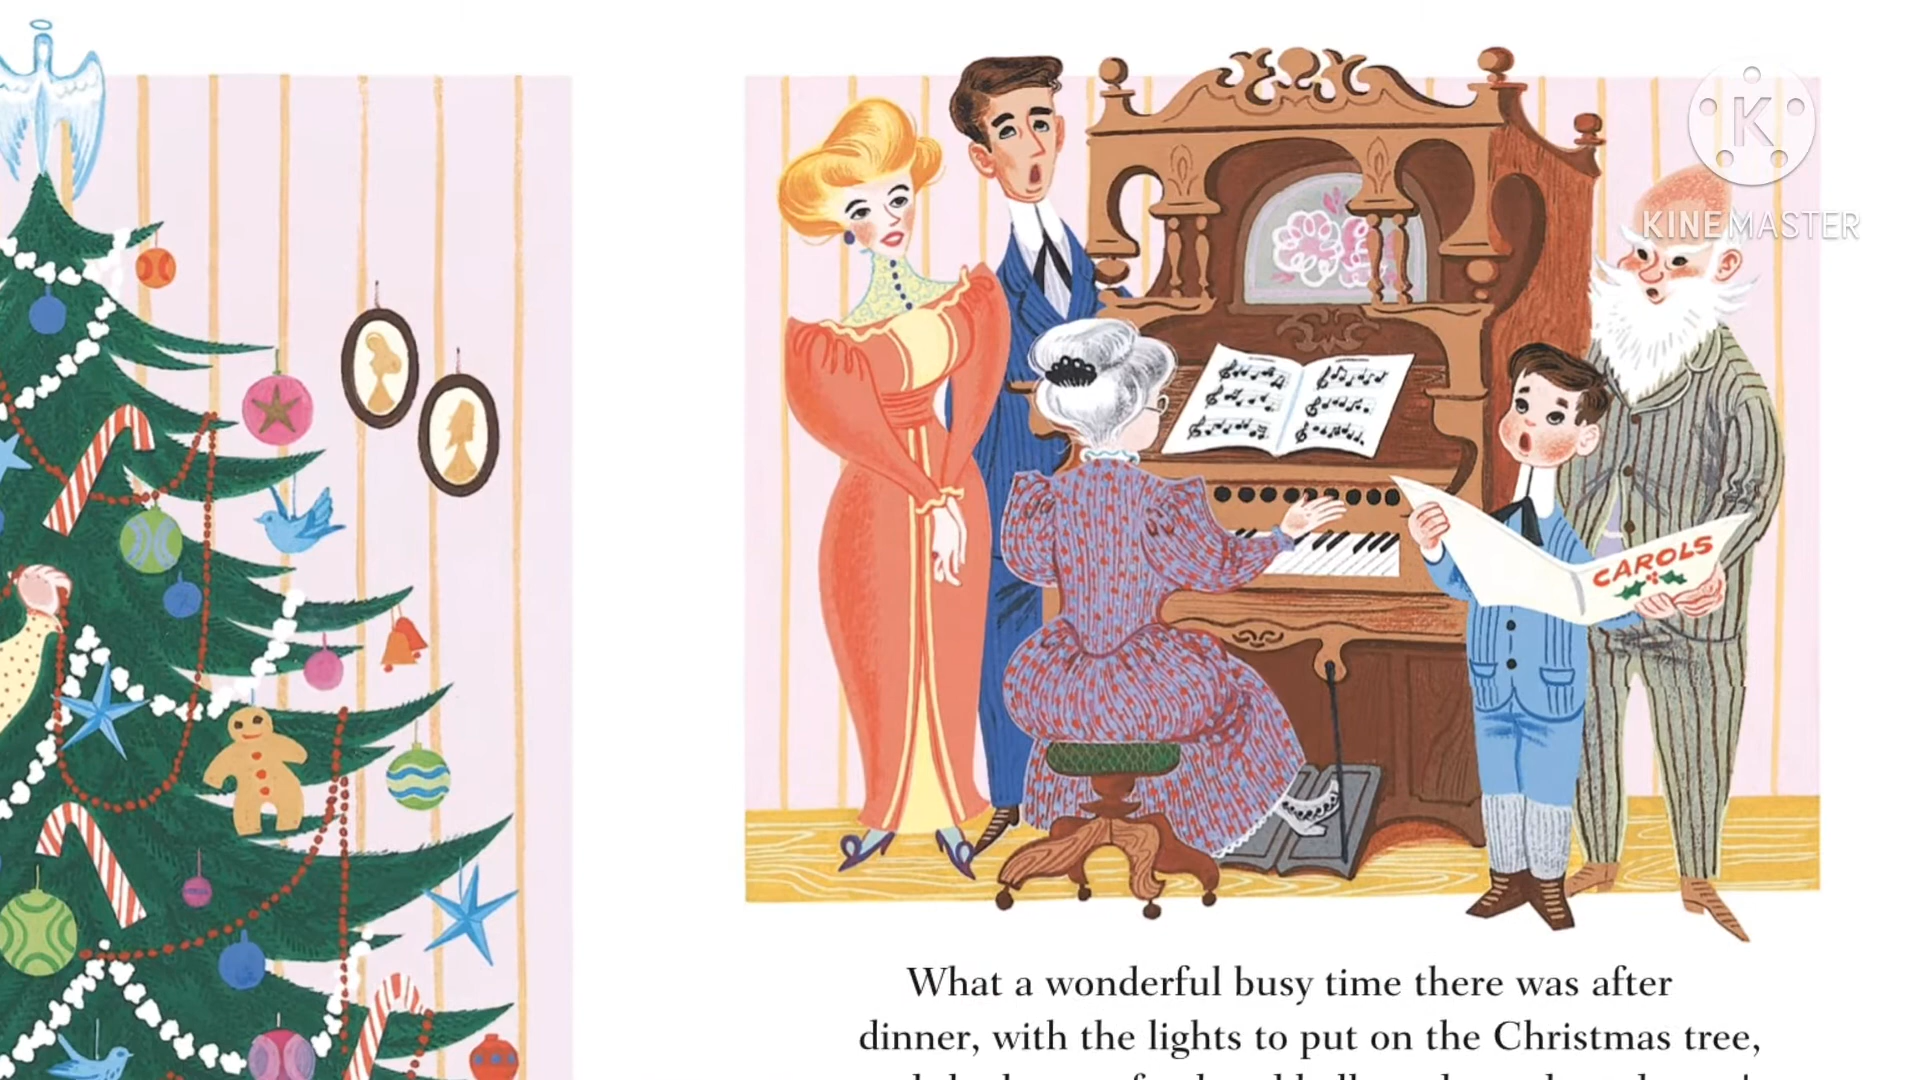 K
KINEMASTER
CAROLS
What a wonderful busy time there was after
dinner, with the lights to put on the Christmas tree,